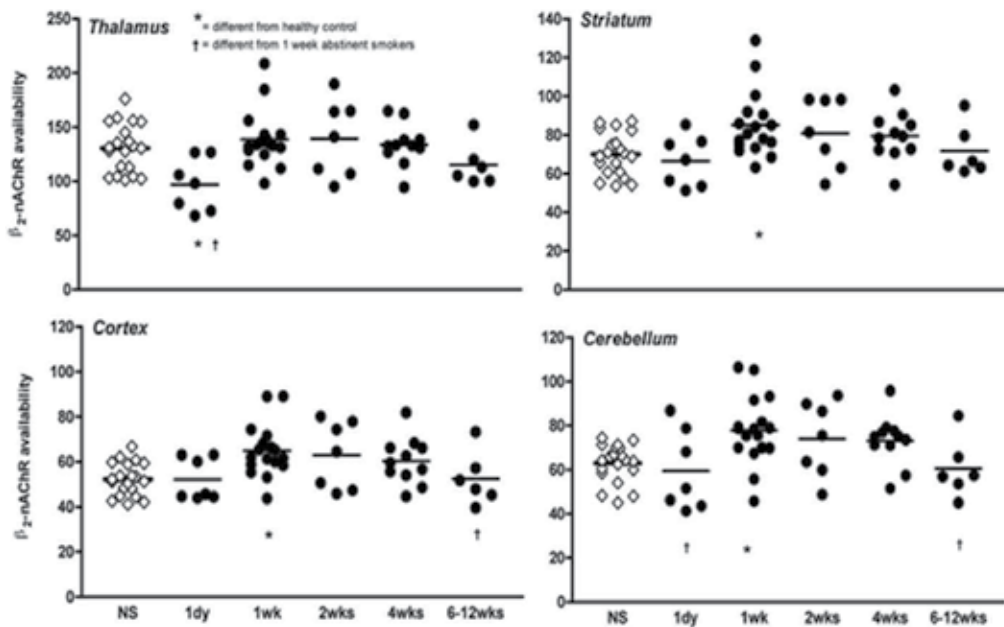 Thalamus
* = different from healthy control
† = different from 1 week abstinent smokers
β₂-nAChR availability
250
200
150
100
50
0
* †
Striatum
140
120
100
80
60
40
20
0
*
Cortex
β₂-nAChR availability
120
100
80
60
40
20
0
* †
NS 1dy 1wk 2wks 4wks 6-12wks
Cerebellum
120
100
80
60
40
20
0
† * †
NS 1dy 1wk 2wks 4wks 6-12wks